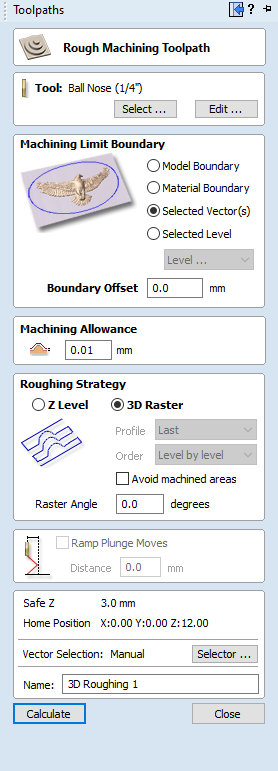 Toolpaths
Rough Machining Toolpath
Tool: Ball Nose (1/4")
Select ... Edit ...
Machining Limit Boundary
Model Boundary
Material Boundary
Selected Vector(s)
Selected Level
Level ...
Boundary Offset 0.0 mm
Machining Allowance
0.01 mm
Roughing Strategy
Z Level 3D Raster
Profile Last
Order Level by level
Avoid machined areas
Raster Angle 0.0 degrees
Ramp Plunge Moves
Distance 0.0 mm
Safe Z 3.0 mm
Home Position X:0.00 Y:0.00 Z:12.00
Vector Selection: Manual Selector ...
Name: 3D Roughing 1
Calculate Close